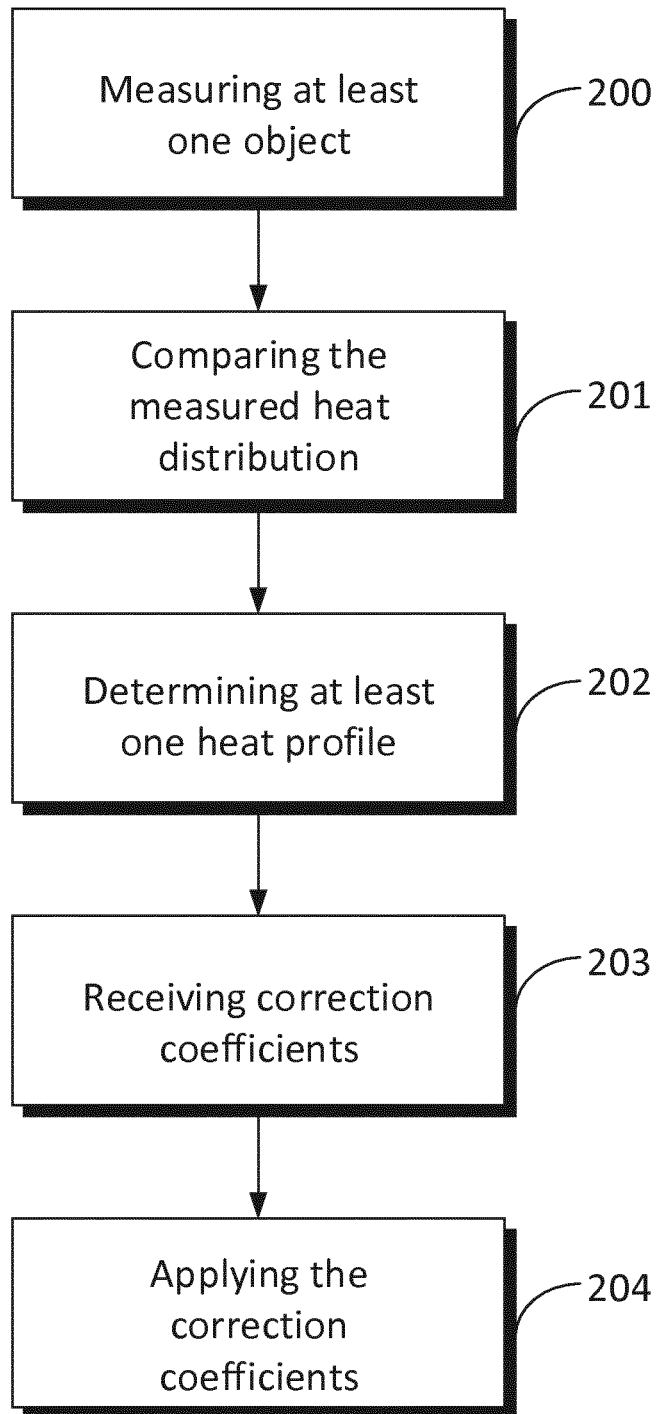 Measuring at least
one object
200
Comparing the
measured heat
distribution
201
Determining at least
one heat profile
202
Receiving correction
coefficients
203
Applying the
correction
coefficients
204